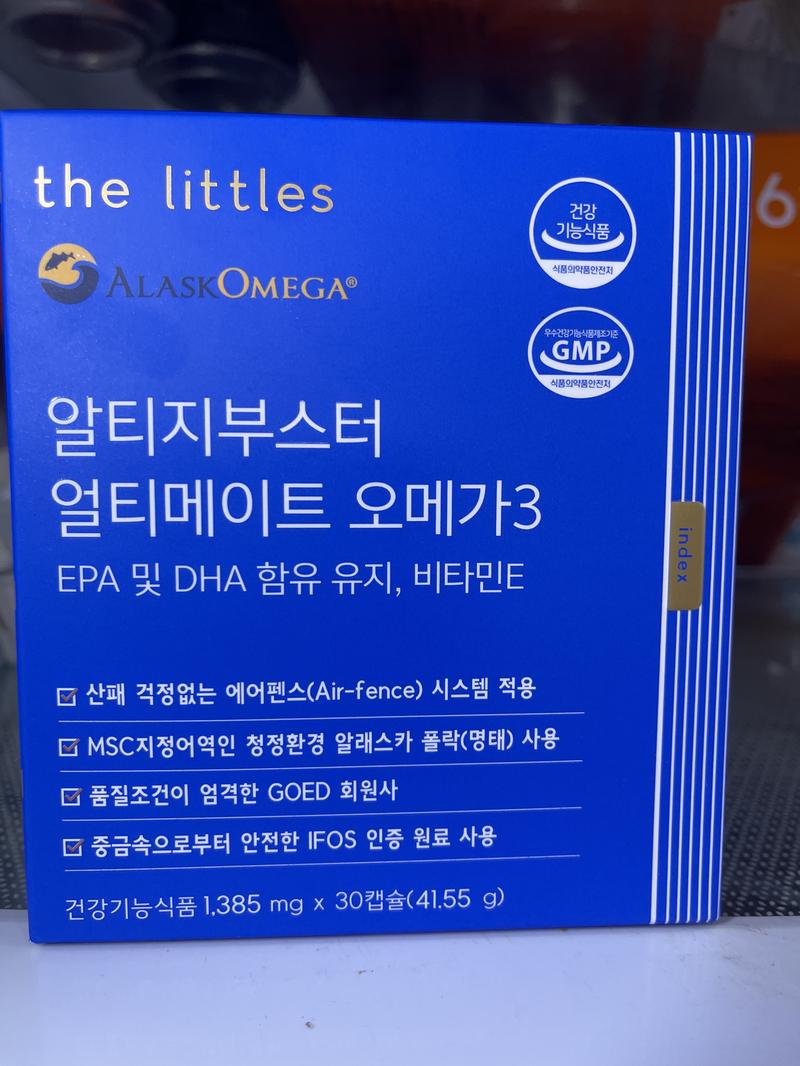 the littles
ALASKOMEGA®
건강
기능식품
식품의약품안전처
우수건강기능식품제조기준
GMP
식품의약품안전처
알티지부스터
얼티메이트 오메가3
EPA 및 DHA 함유 유지, 비타민E
index
산패 걱정없는 에어펜스(Air-fence) 시스템 적용
MSC지정어역인 청정환경 알래스카 폴락(명태) 사용
품질조건이 엄격한 GOED 회원사
중금속으로부터 안전한 IFOS 인증 원료 사용
건강기능식품 1,385 mg x 30캡슐(41.55 g)
6